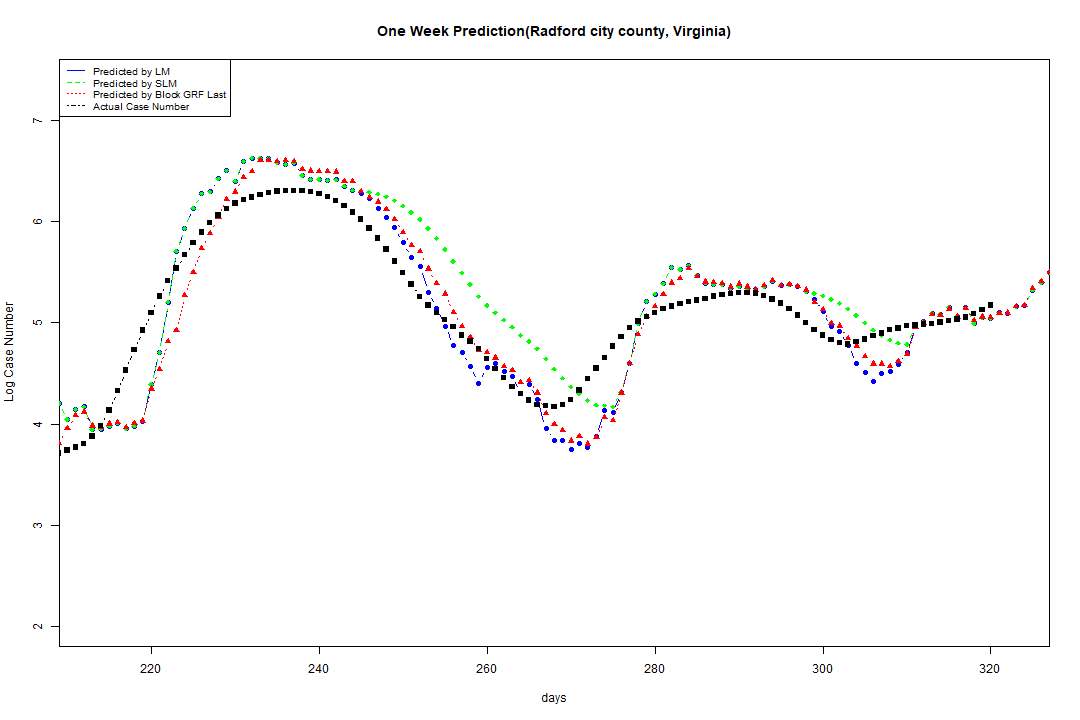 One Week Prediction(Radford city county, Virginia)
Predicted by LM
Predicted by SLM
Predicted by Block GRF Last
Actual Case Number
7
6
5
4
3
2
Log Case Number
220 240 260 280 300 320
days